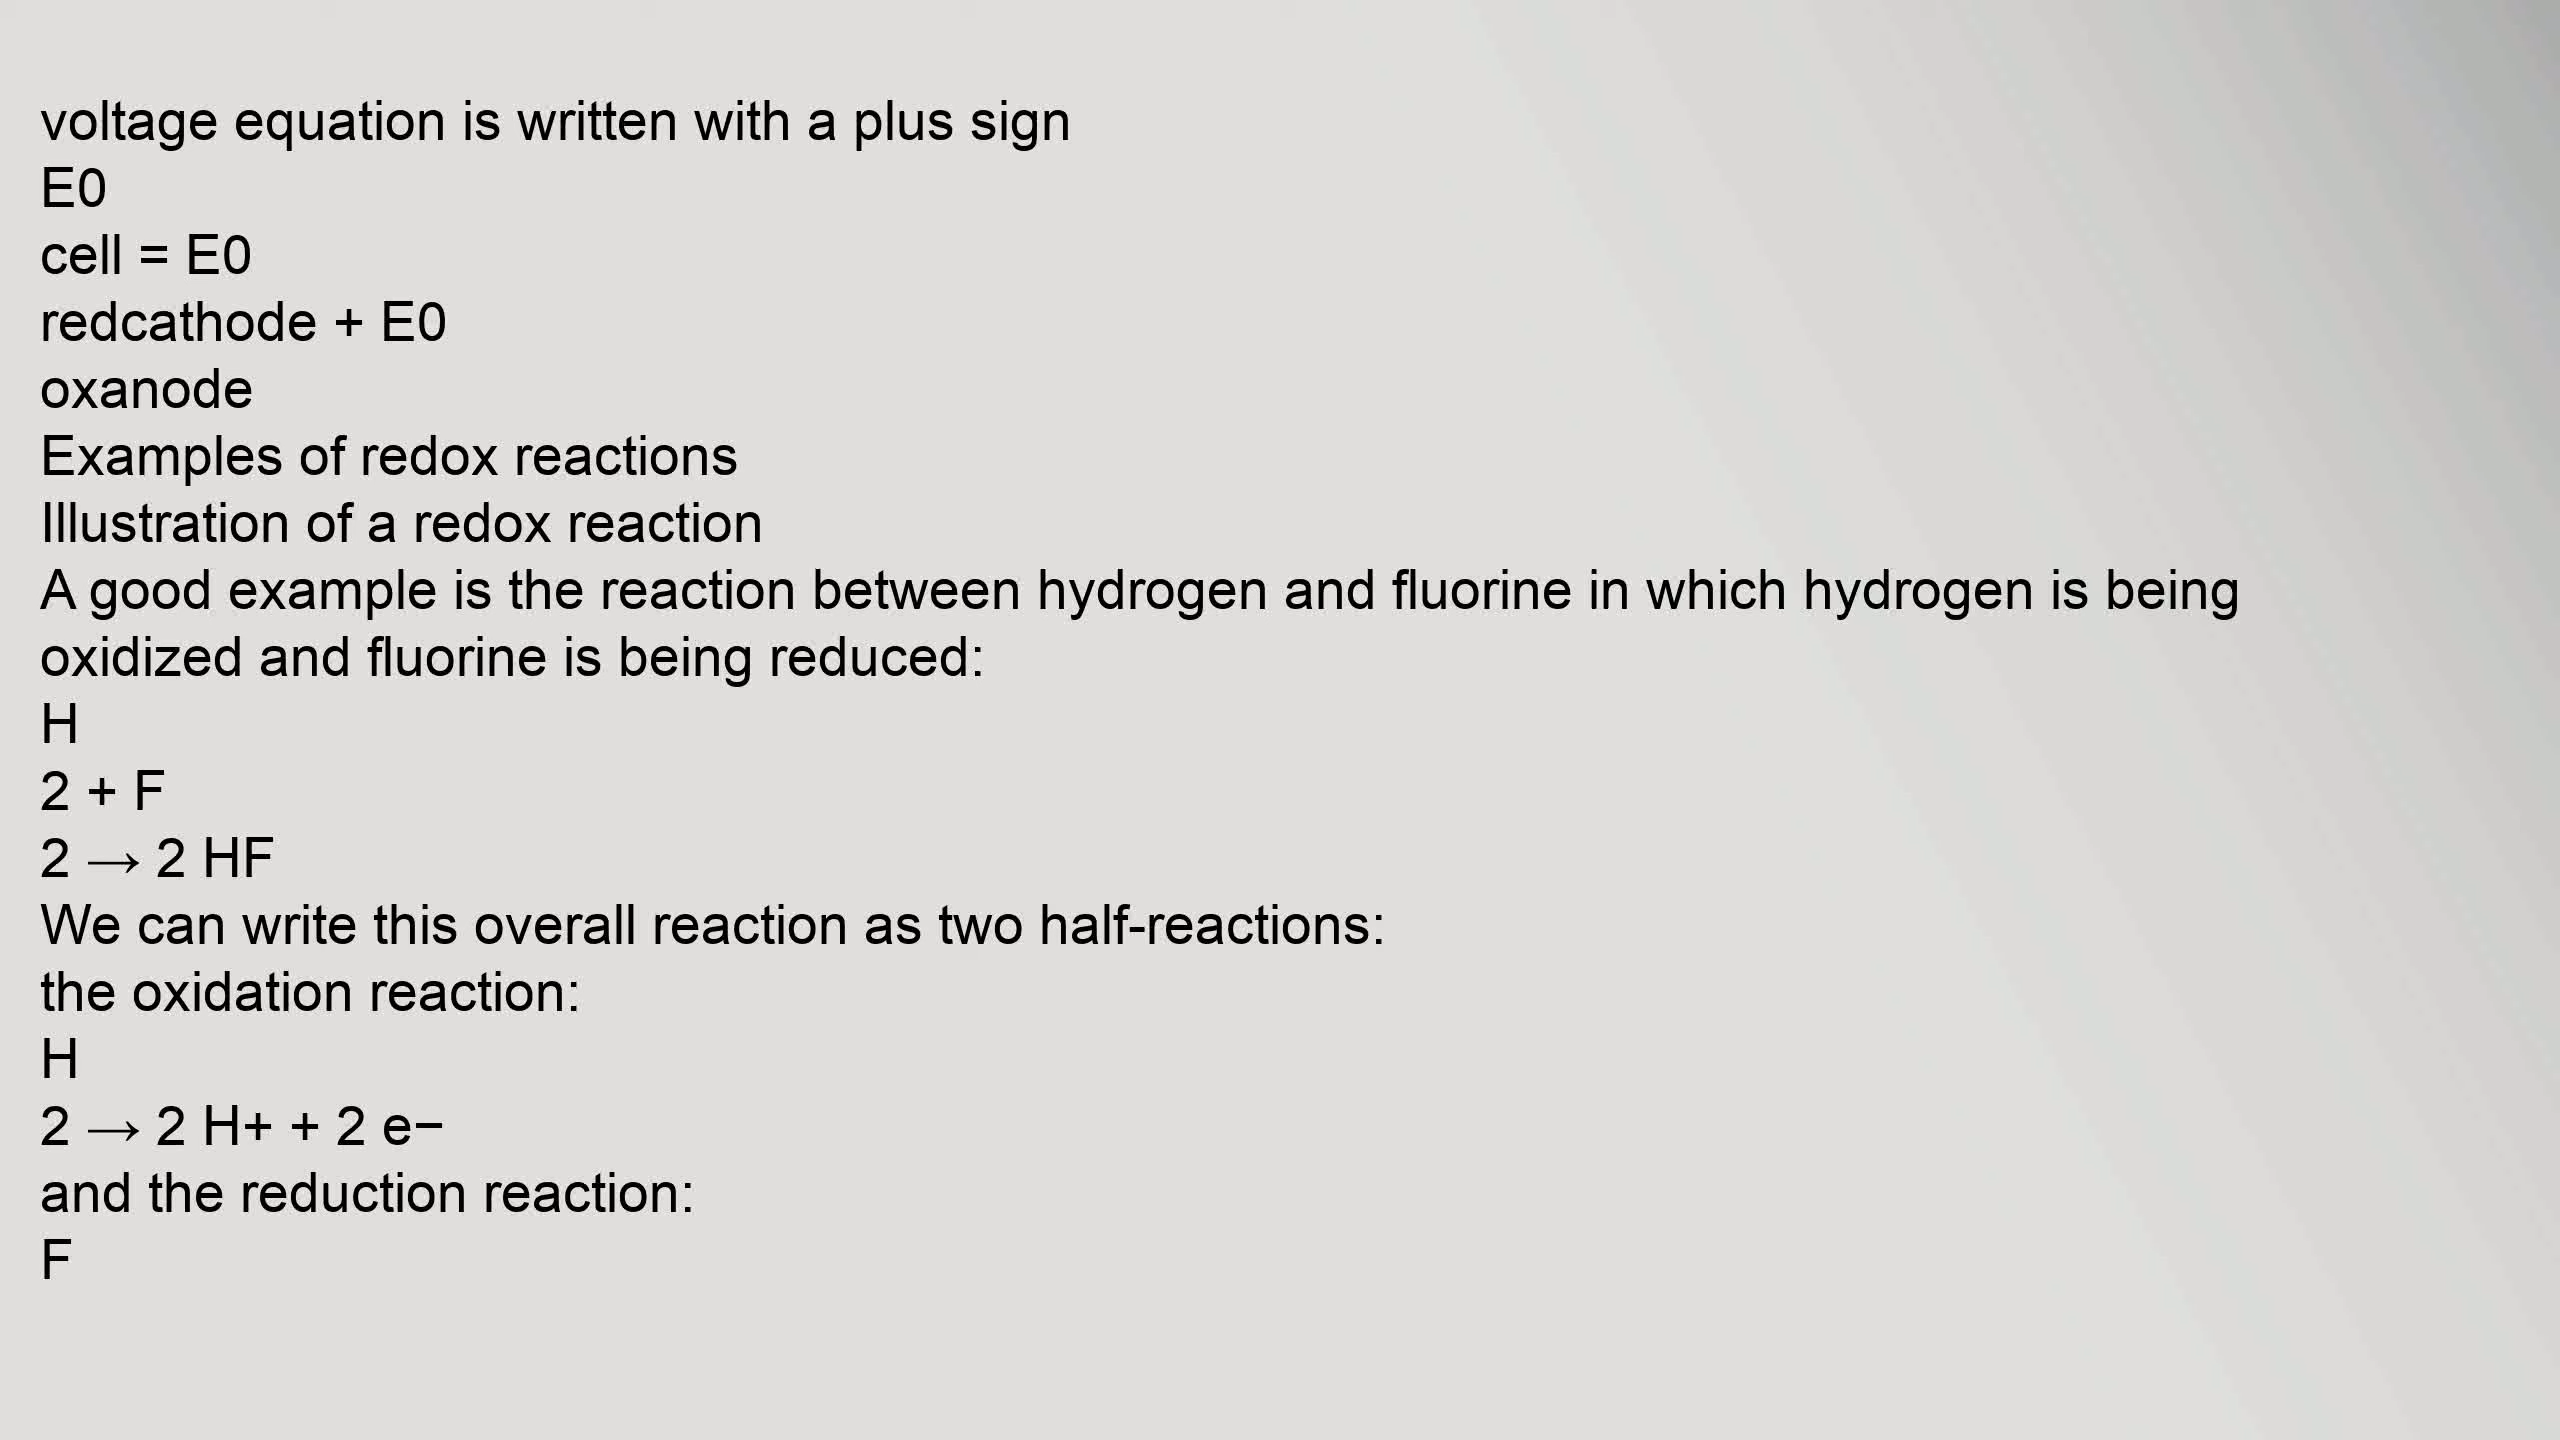 voltage equation is written with a plus sign
E0
cell = E0
redcathode + E0
oxanode
Examples of redox reactions
Illustration of a redox reaction
A good example is the reaction between hydrogen and fluorine in which hydrogen is being
oxidized and fluorine is being reduced:
H
2 + F
2 → 2 HF
We can write this overall reaction as two half-reactions:
the oxidation reaction:
H
2 → 2 H+ + 2 e−
and the reduction reaction:
F